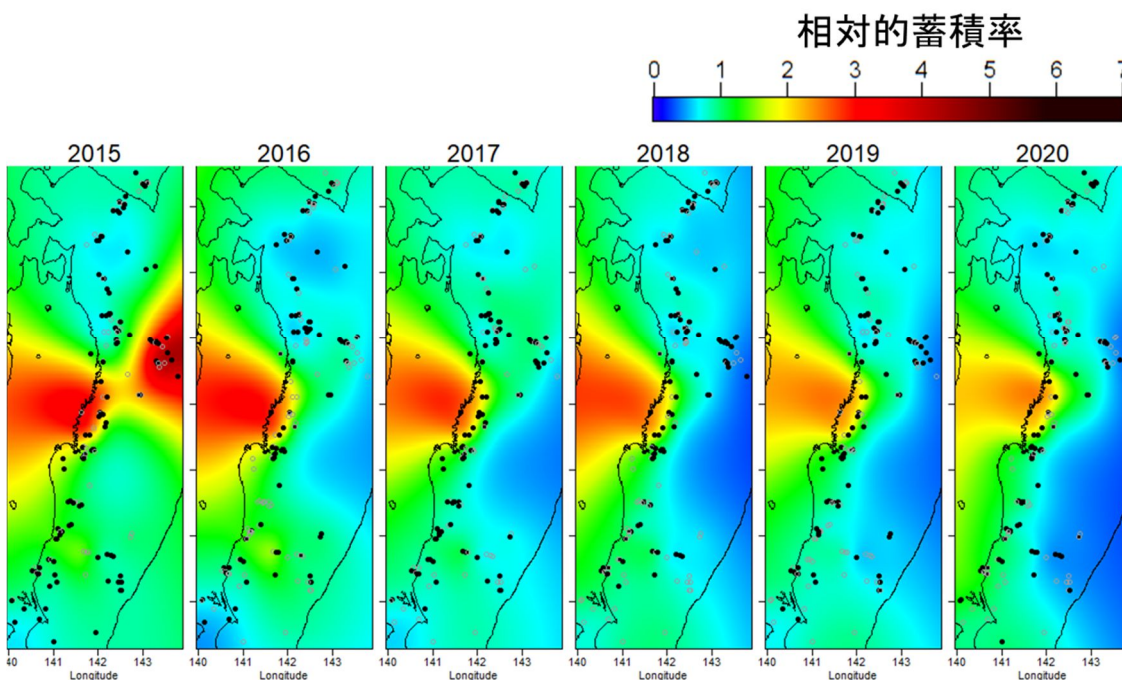 相対的蓄積率
0 1 2 3 4 5 6 7
2015 2016 2017 2018 2019 2020
140 141 142 143 140 141 142 143 140 141 142 143 140 141 142 143 140 141 142 143 140 141 142 143
Longitude Longitude Longitude Longitude Longitude Longitude